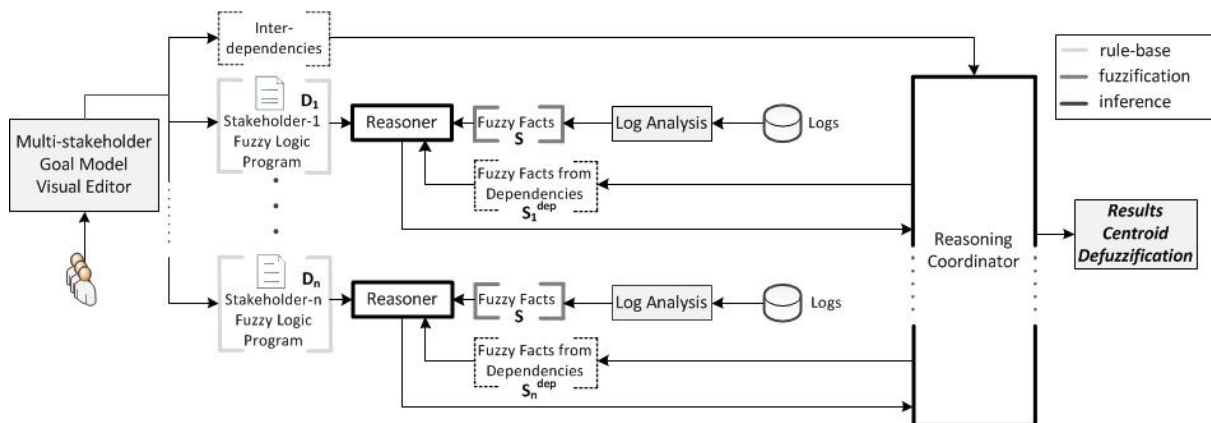 Inter-
dependencies
rule-base
fuzzification
inference
D1
Stakeholder-1
Fuzzy Logic
Program
Reasoner
Fuzzy Facts
S
Log Analysis
Logs
Multi-stakeholder
Goal Model
Visual Editor
Fuzzy Facts from
Dependencies
S1dep
Reasoning
Coordinator
Results
Centroid
Defuzzification
Dn
Stakeholder-n
Fuzzy Logic
Program
Reasoner
Fuzzy Facts
S
Log Analysis
Logs
Fuzzy Facts from
Dependencies
Sndep